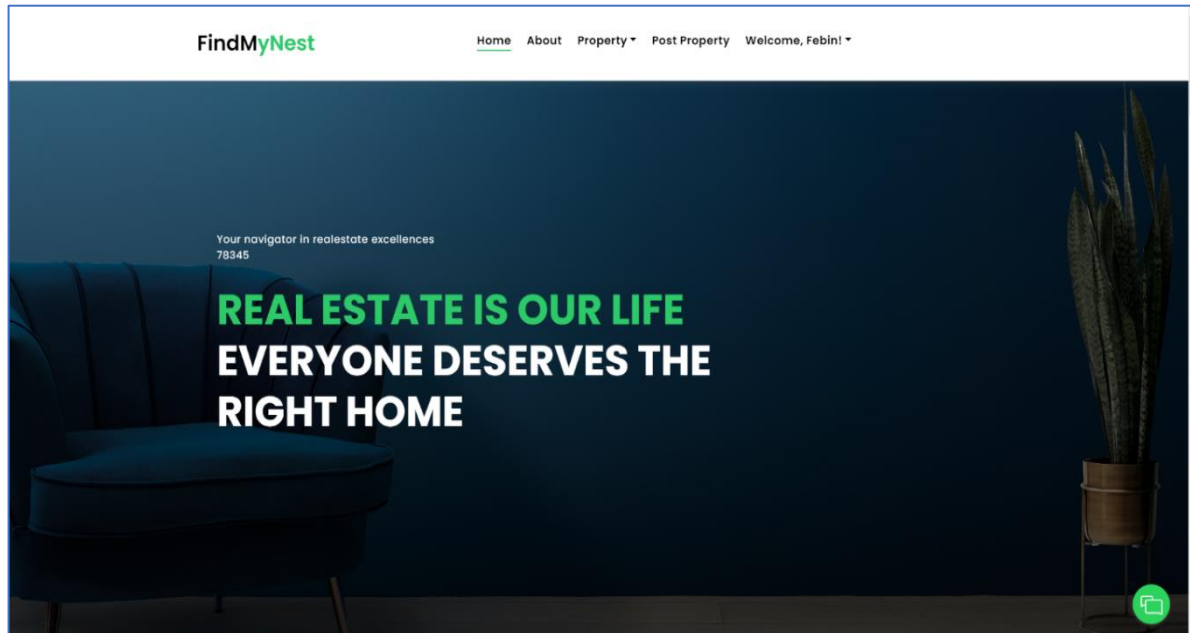 FindMyNest
Home About Property Post Property Welcome, Febin!
Your navigator in realestate excellences
78345
REAL ESTATE IS OUR LIFE
EVERYONE DESERVES THE
RIGHT HOME